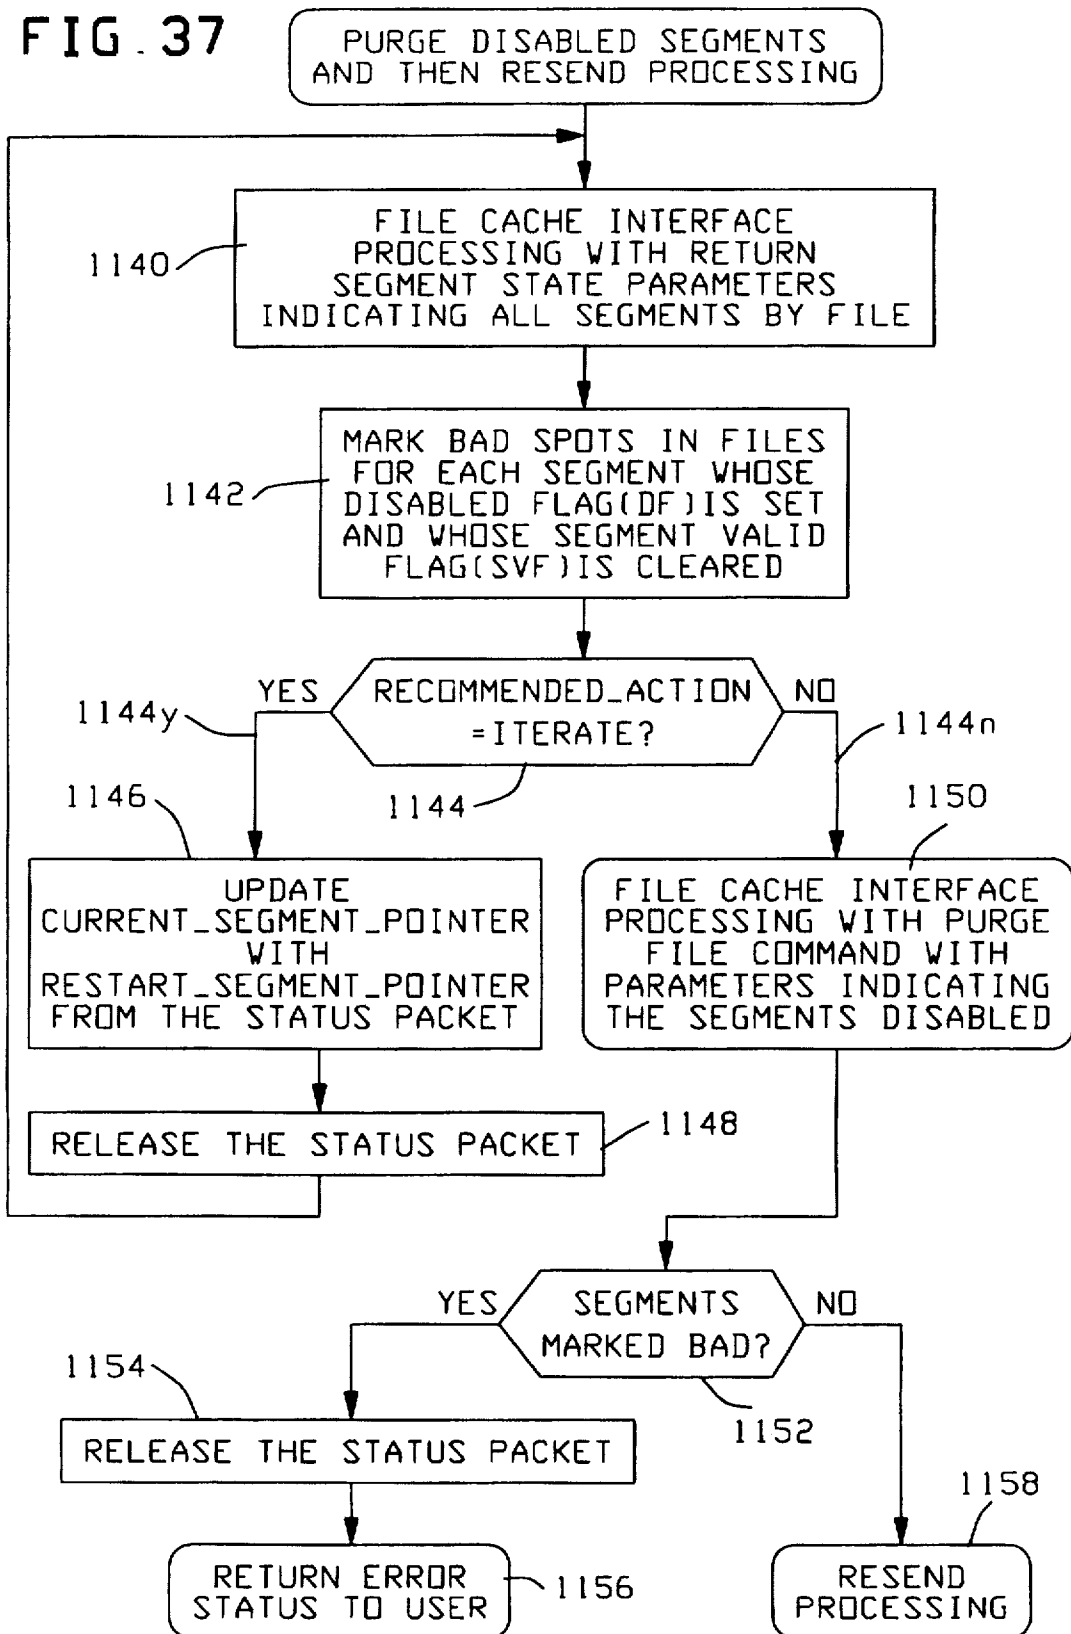 FIG. 37
PURGE DISABLED SEGMENTS
AND THEN RESEND PROCESSING
FILE CACHE INTERFACE
PROCESSING WITH RETURN
SEGMENT STATE PARAMETERS
INDICATING ALL SEGMENTS BY FILE
1140
MARK BAD SPOTS IN FILES
FOR EACH SEGMENT WHOSE
DISABLED FLAG(DF)IS SET
AND WHOSE SEGMENT VALID
FLAG(SVF)IS CLEARED
1142
YES
RECOMMENDED_ACTION
=ITERATE?
NO
1144y
1144n
1144
1146
1150
UPDATE
CURRENT_SEGMENT_POINTER
WITH
RESTART_SEGMENT_POINTER
FROM THE STATUS PACKET
FILE CACHE INTERFACE
PROCESSING WITH PURGE
FILE COMMAND WITH
PARAMETERS INDICATING
THE SEGMENTS DISABLED
RELEASE THE STATUS PACKET
1148
YES
SEGMENTS
MARKED BAD?
NO
1152
1154
RELEASE THE STATUS PACKET
1158
RETURN ERROR
STATUS TO USER
1156
RESEND
PROCESSING